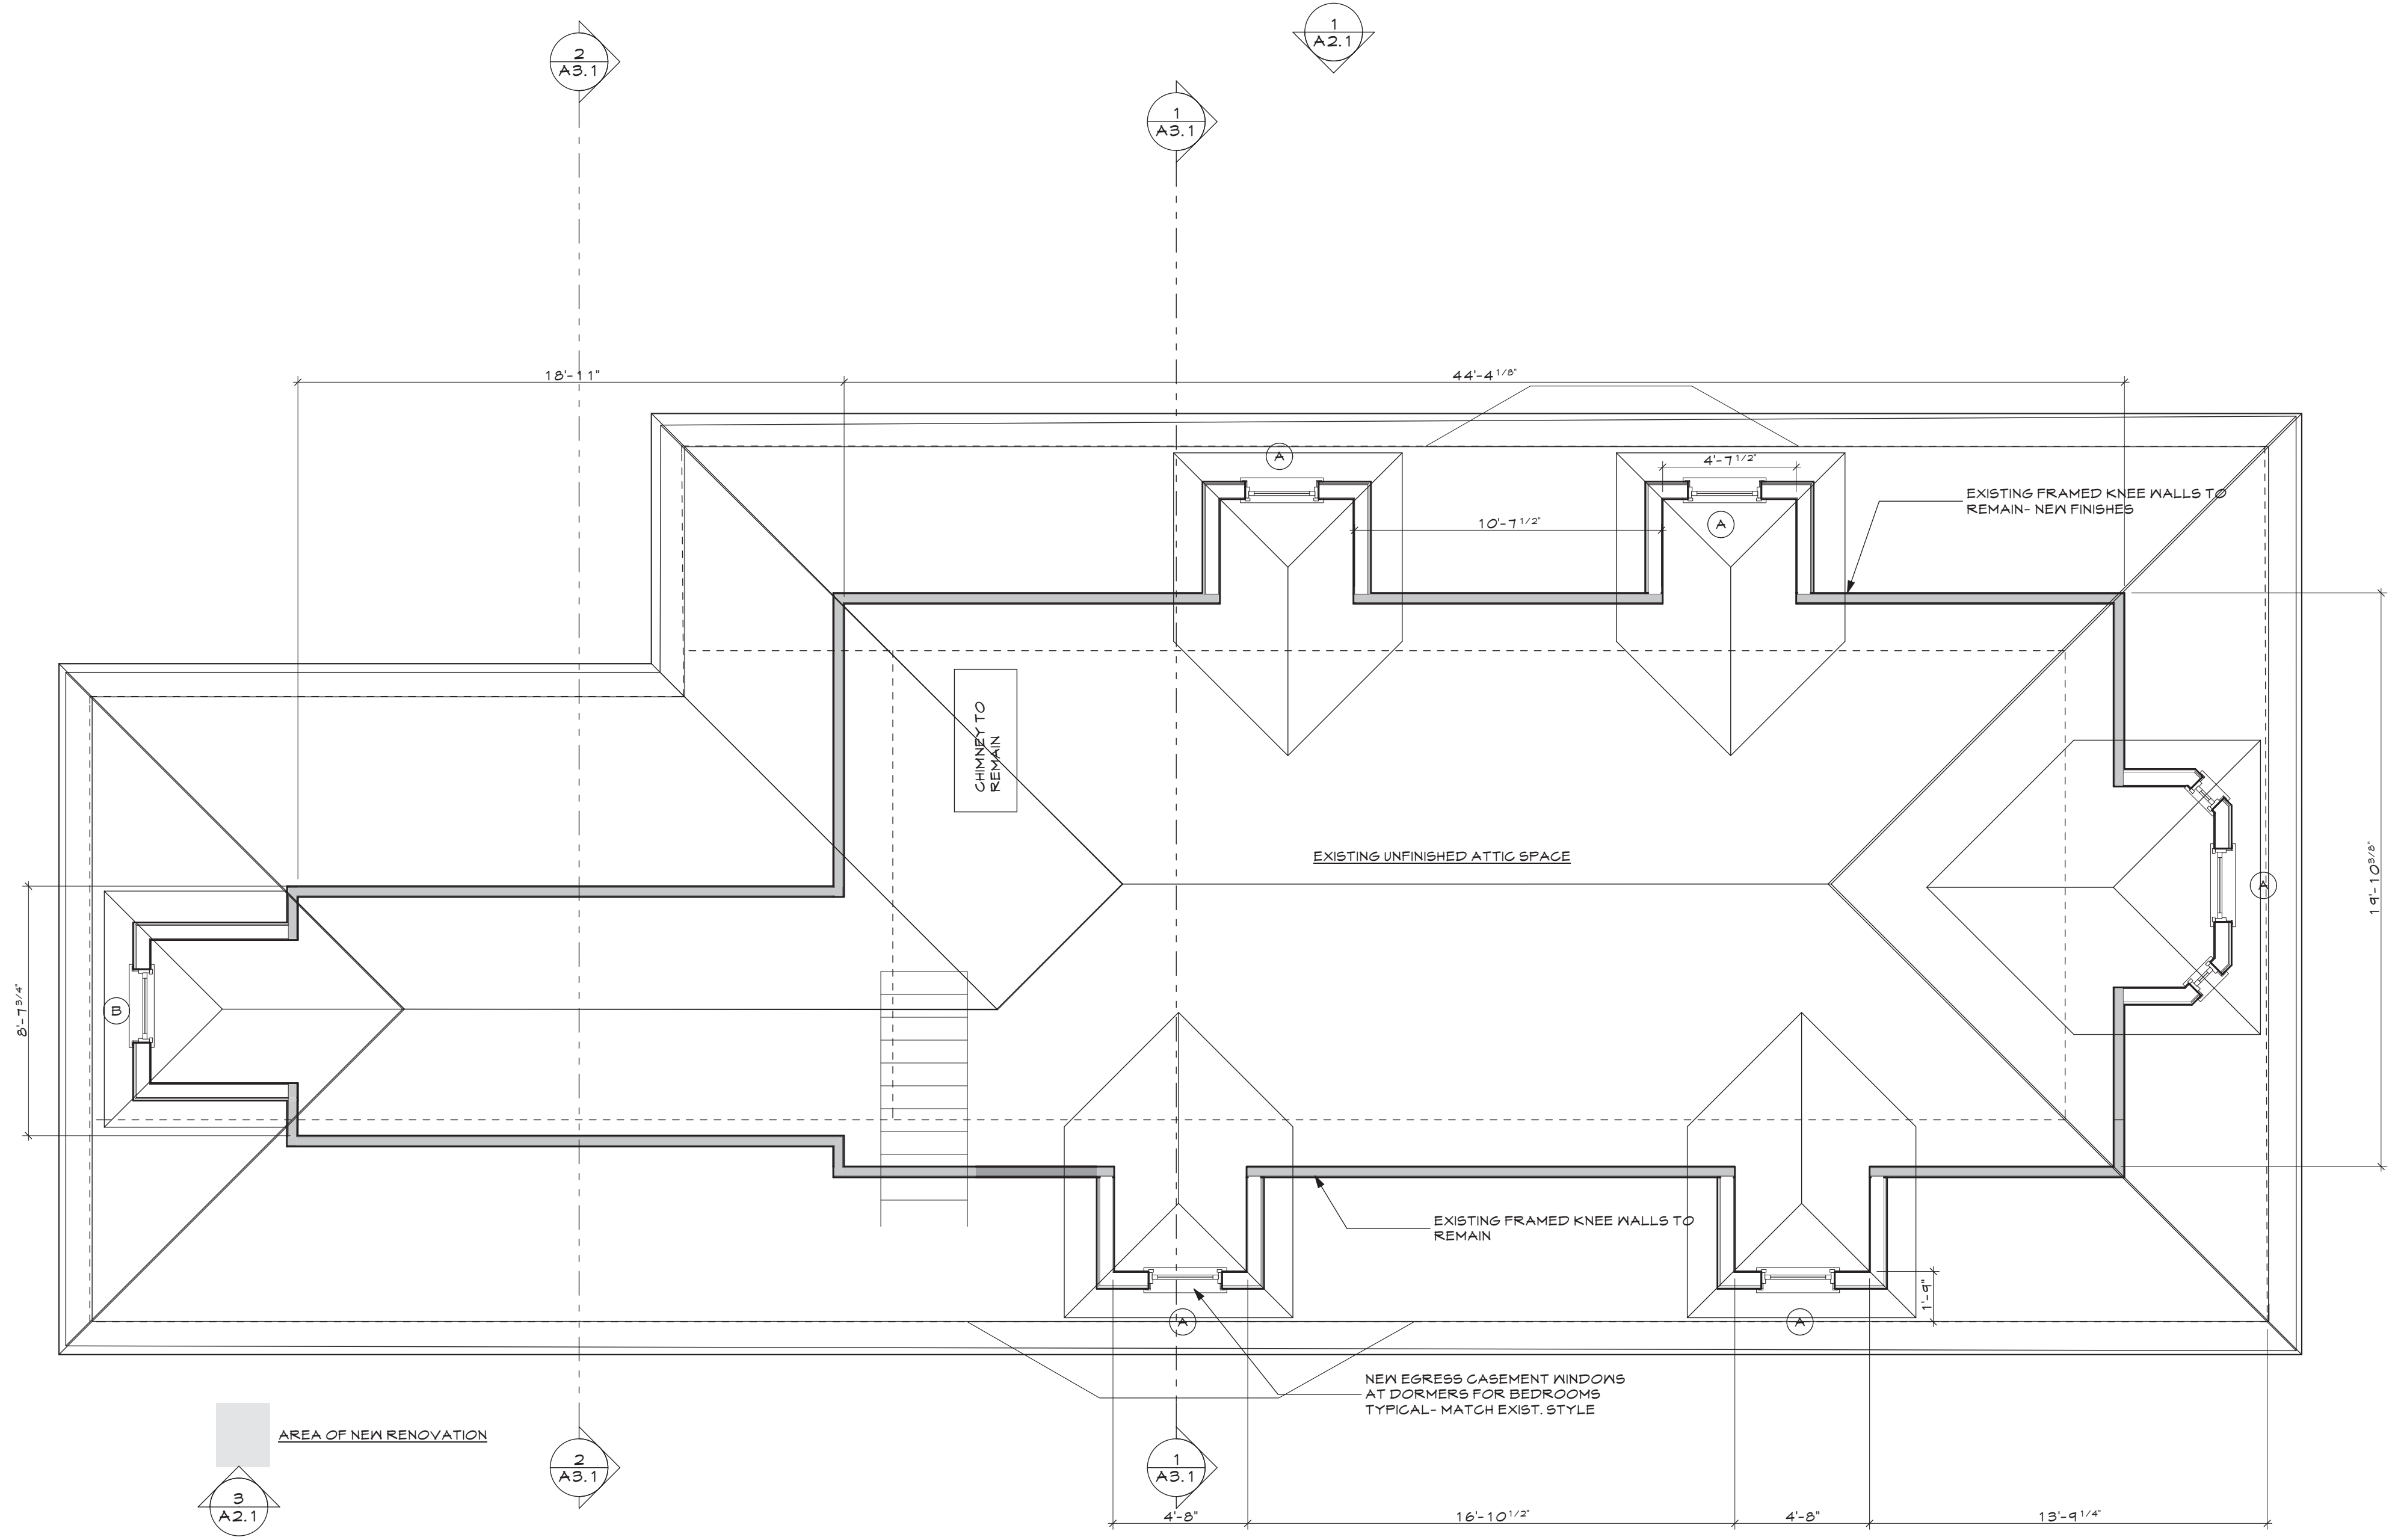 1
A2.1
2
A3.1
1
A3.1
18'-11"
44'-4 1/8"
A
4'-7 1/2"
EXISTING FRAMED KNEE WALLS TO
REMAIN- NEW FINISHES
10'-7 1/2"
A
CHIMNEY TO
REMAIN
EXISTING UNFINISHED ATTIC SPACE
A
19'-10 3/8"
8'-7 3/4"
B
EXISTING FRAMED KNEE WALLS TO
REMAIN
1'-9"
A
A
NEW EGRESS CASEMENT WINDOWS
AT DORMERS FOR BEDROOMS
TYPICAL- MATCH EXIST. STYLE
AREA OF NEW RENOVATION
2
A3.1
1
A3.1
3
A2.1
4'-8"
16'-10 1/2"
4'-8"
13'-9 1/4"